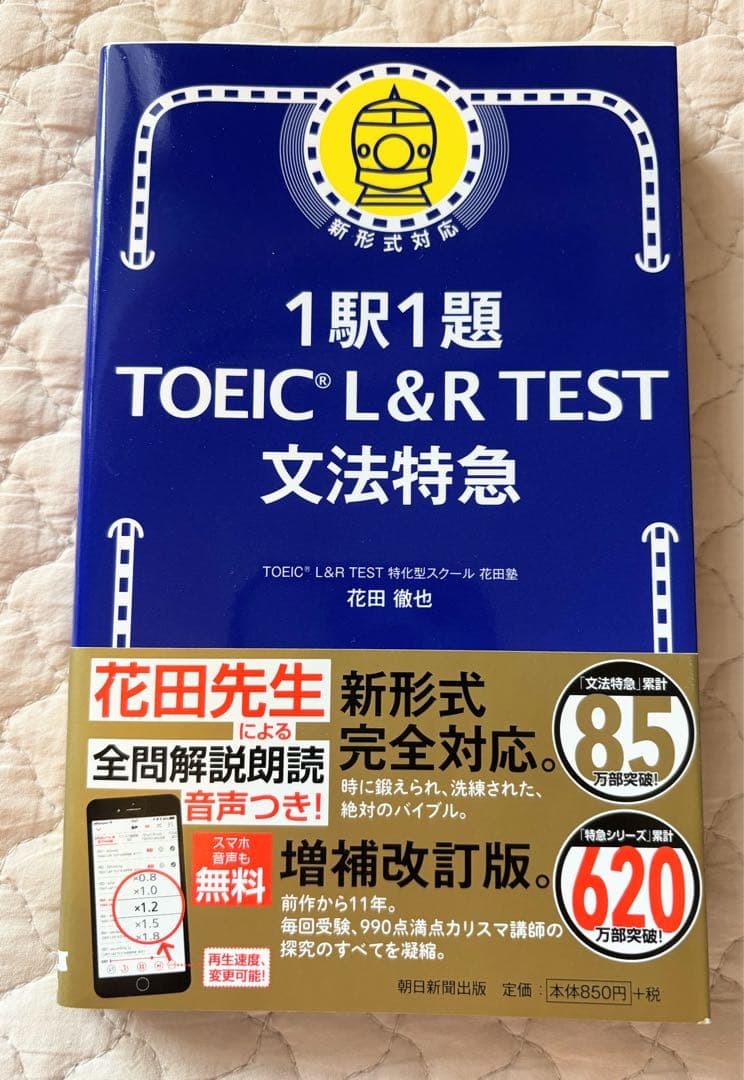 新形式対応
1駅1題
TOEIC® L&R TEST
文法特急
TOEIC® L&R TEST 特化型スクール 花田塾
花田 徹也
花田先生
による
全問解説朗読
音声つき!
新形式
完全対応。
時に鍛えられ、洗練された、
絶対のバイブル。
「文法特急」累計
85
万部突破!
スマホ
音声も
無料
×0.8
×1.0
×1.2
×1.5
×1.8
再生速度、
変更可能!
増補改訂版。
前作から11年。
毎回受験、990点満点カリスマ講師の
探究のすべてを凝縮。
「特急シリーズ」累計
620
万部突破!
朝日新聞出版 定価:本体850円+税